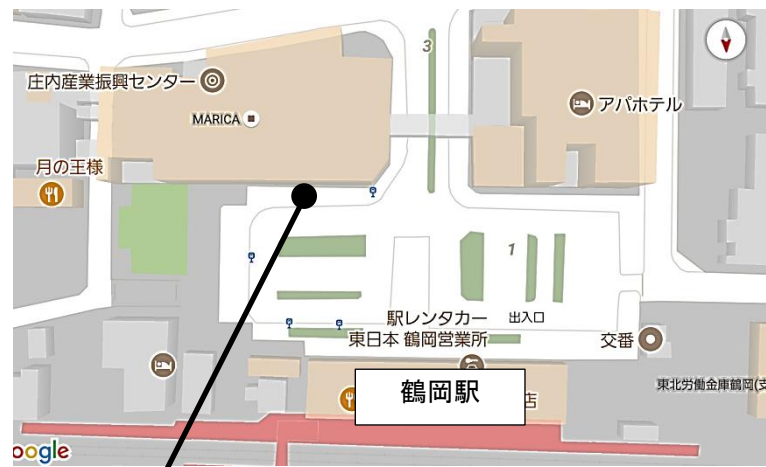 3
庄内産業振興センター
アパホテル
MARICA
月の王様
1
駅レンタカー
東日本 鶴岡営業所
出入口
交番
鶴岡駅
店
東北労働金庫鶴岡(支
oogle